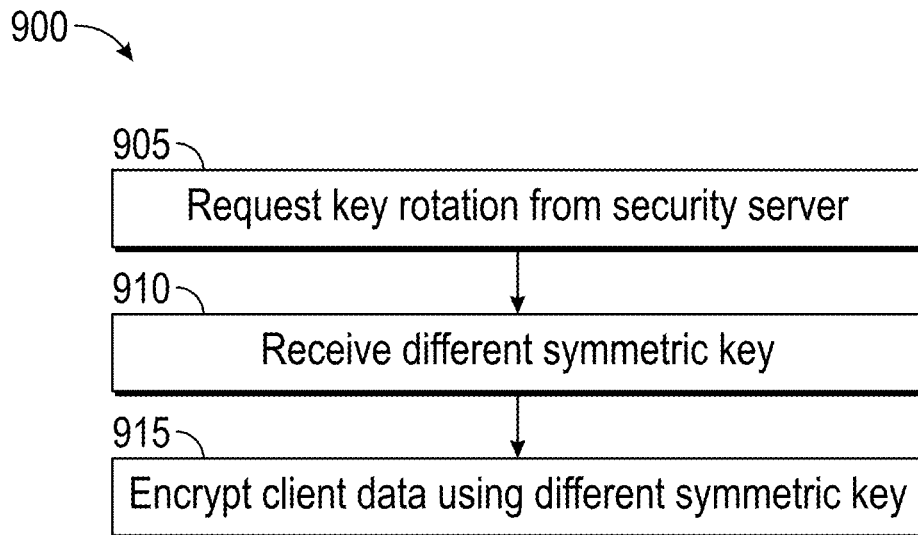 900
905
Request key rotation from security server
910
Receive different symmetric key
915
Encrypt client data using different symmetric key